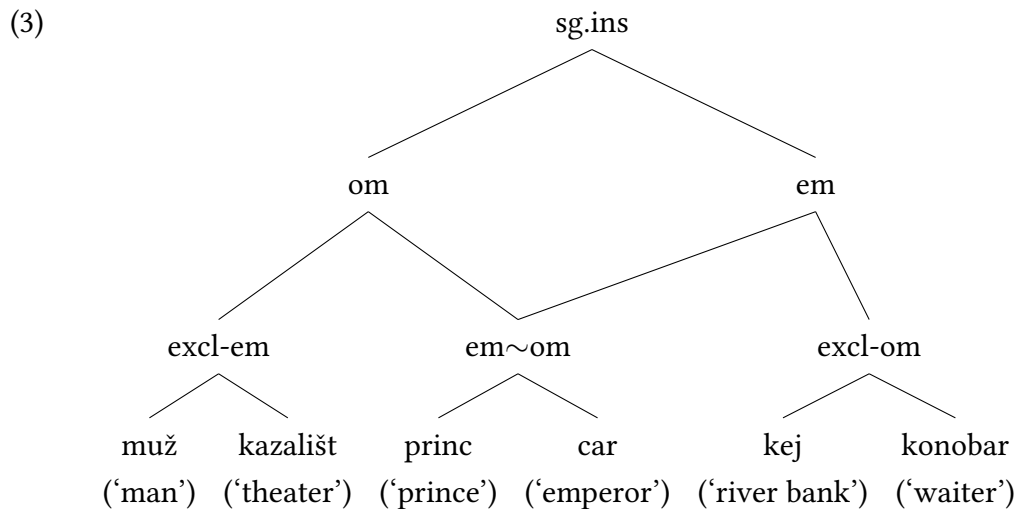 (3) sg.ins
om em
excl-em em∼om excl-om
muž kazališt princ car kej konobar
(‘man’) (‘theater’) (‘prince’) (‘emperor’) (‘river bank’) (‘waiter’)